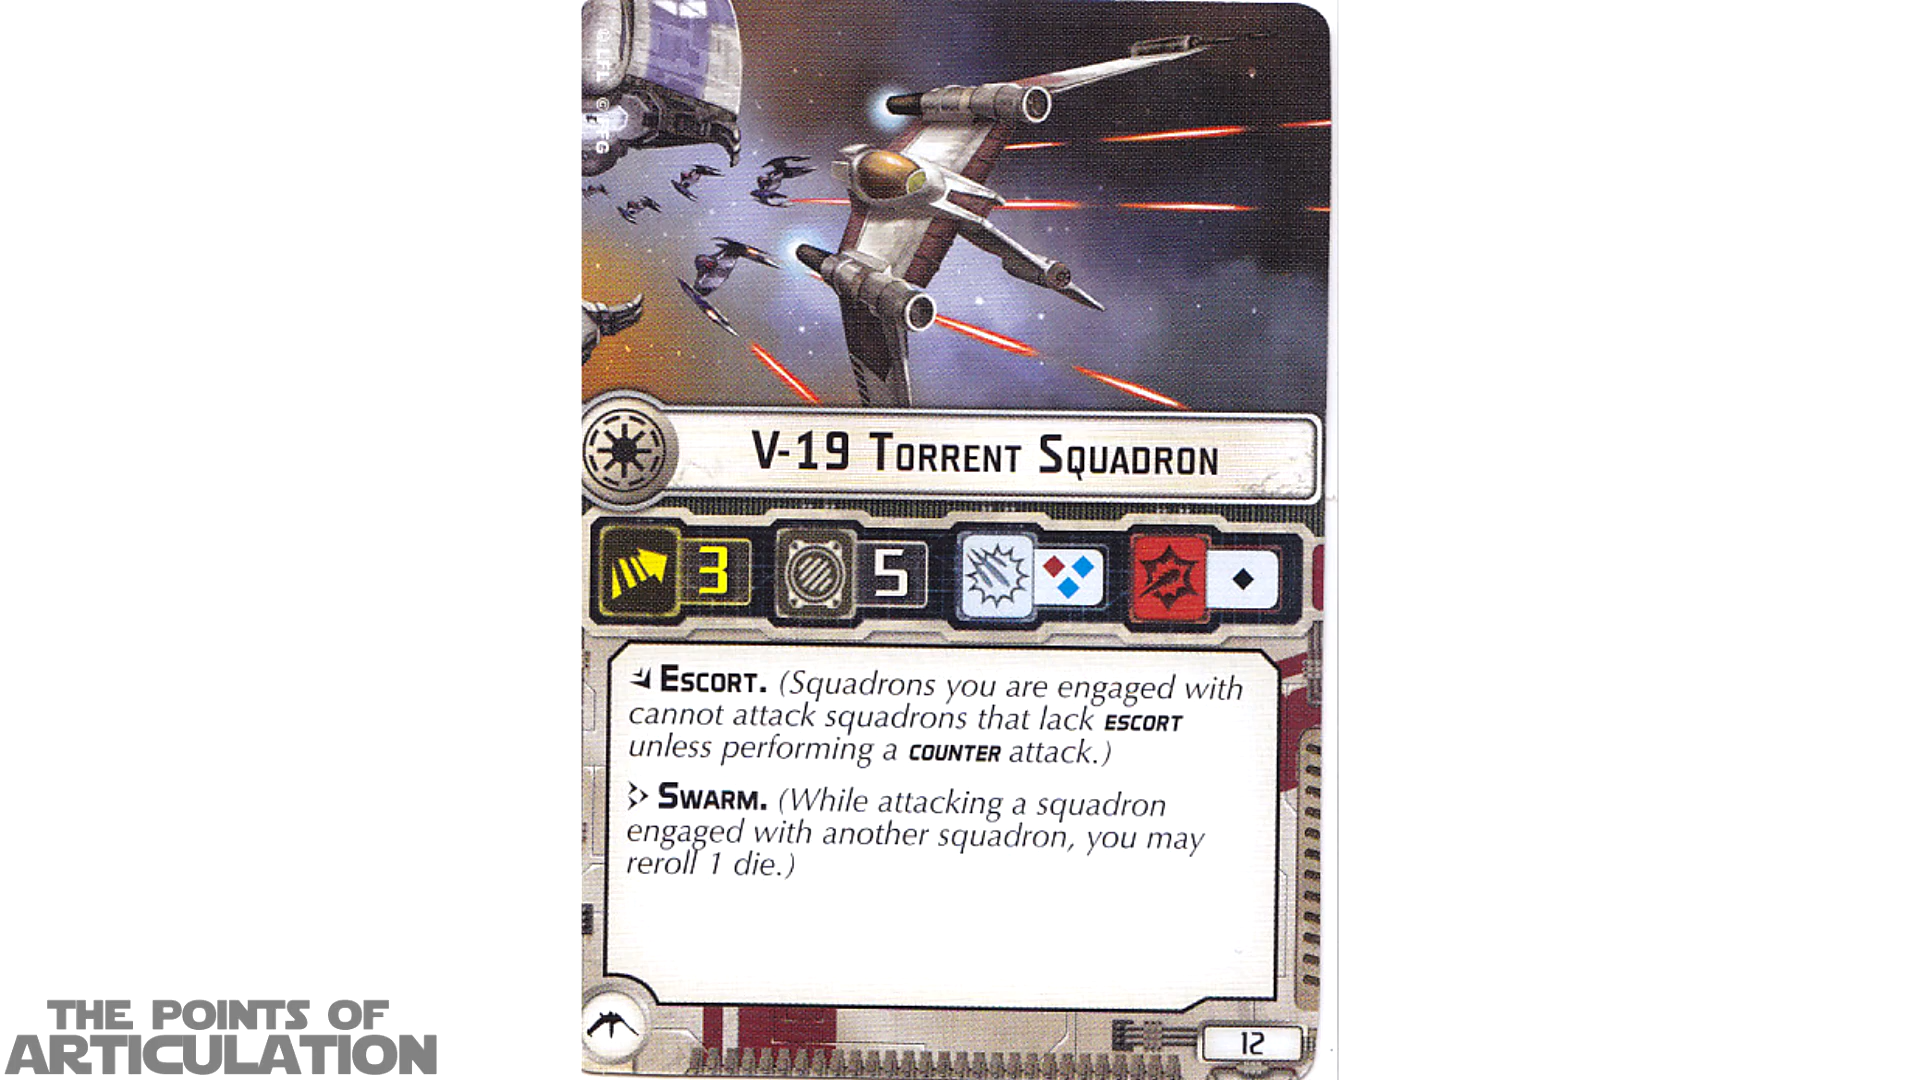 © LFL © FFG
V-19 TORRENT SQUADRON
3
5
ESCORT. (Squadrons you are engaged with
cannot attack squadrons that lack ESCORT
unless performing a COUNTER attack.)
SWARM. (While attacking a squadron
engaged with another squadron, you may
reroll 1 die.)
12
THE POINTS OF
ARTICULATION